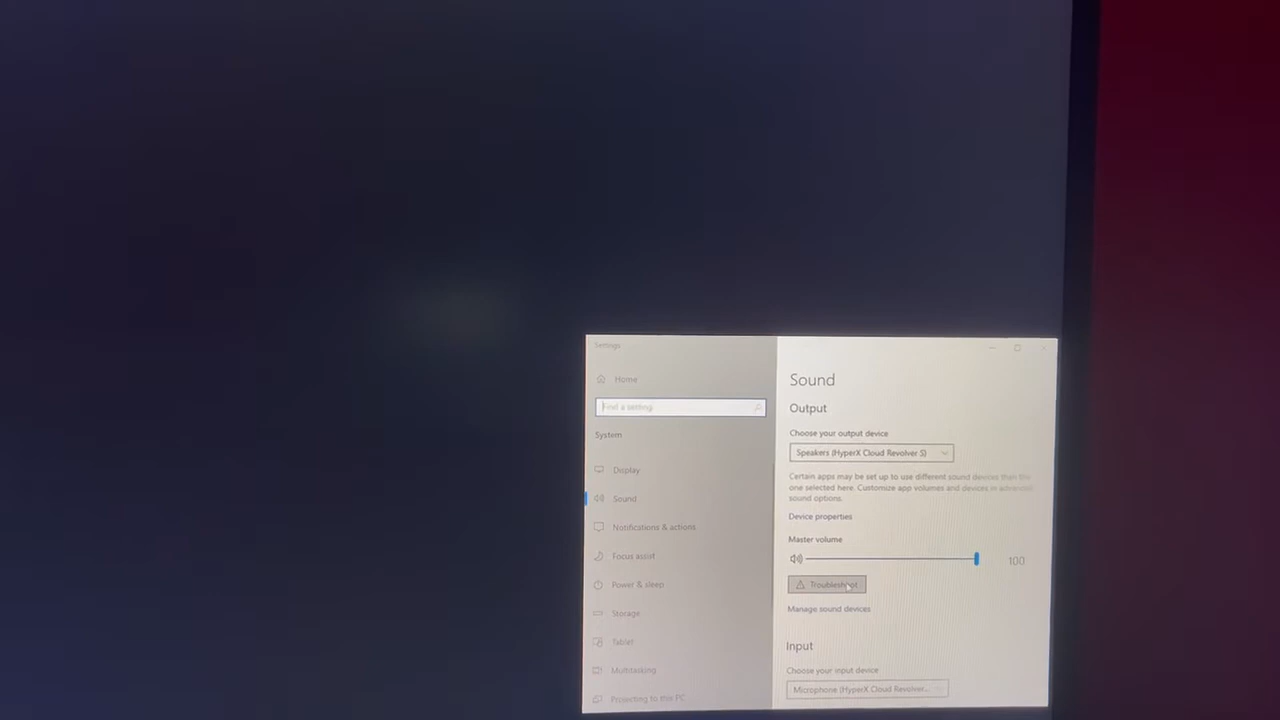 Settings
Home
Find a setting
System
Display
Sound
Notifications & actions
Focus assist
Power & sleep
Storage
Tablet
Multitasking
Projecting to this PC
Sound
Output
Choose your output device
Speakers (HyperX Cloud Revolver S)
Certain apps may be set up to use different sound devices than the
one selected here. Customize app volumes and devices in advanced
sound options.
Device properties
Master volume
100
Troubleshoot
Manage sound devices
Input
Choose your input device
Microphone (HyperX Cloud Revolver...